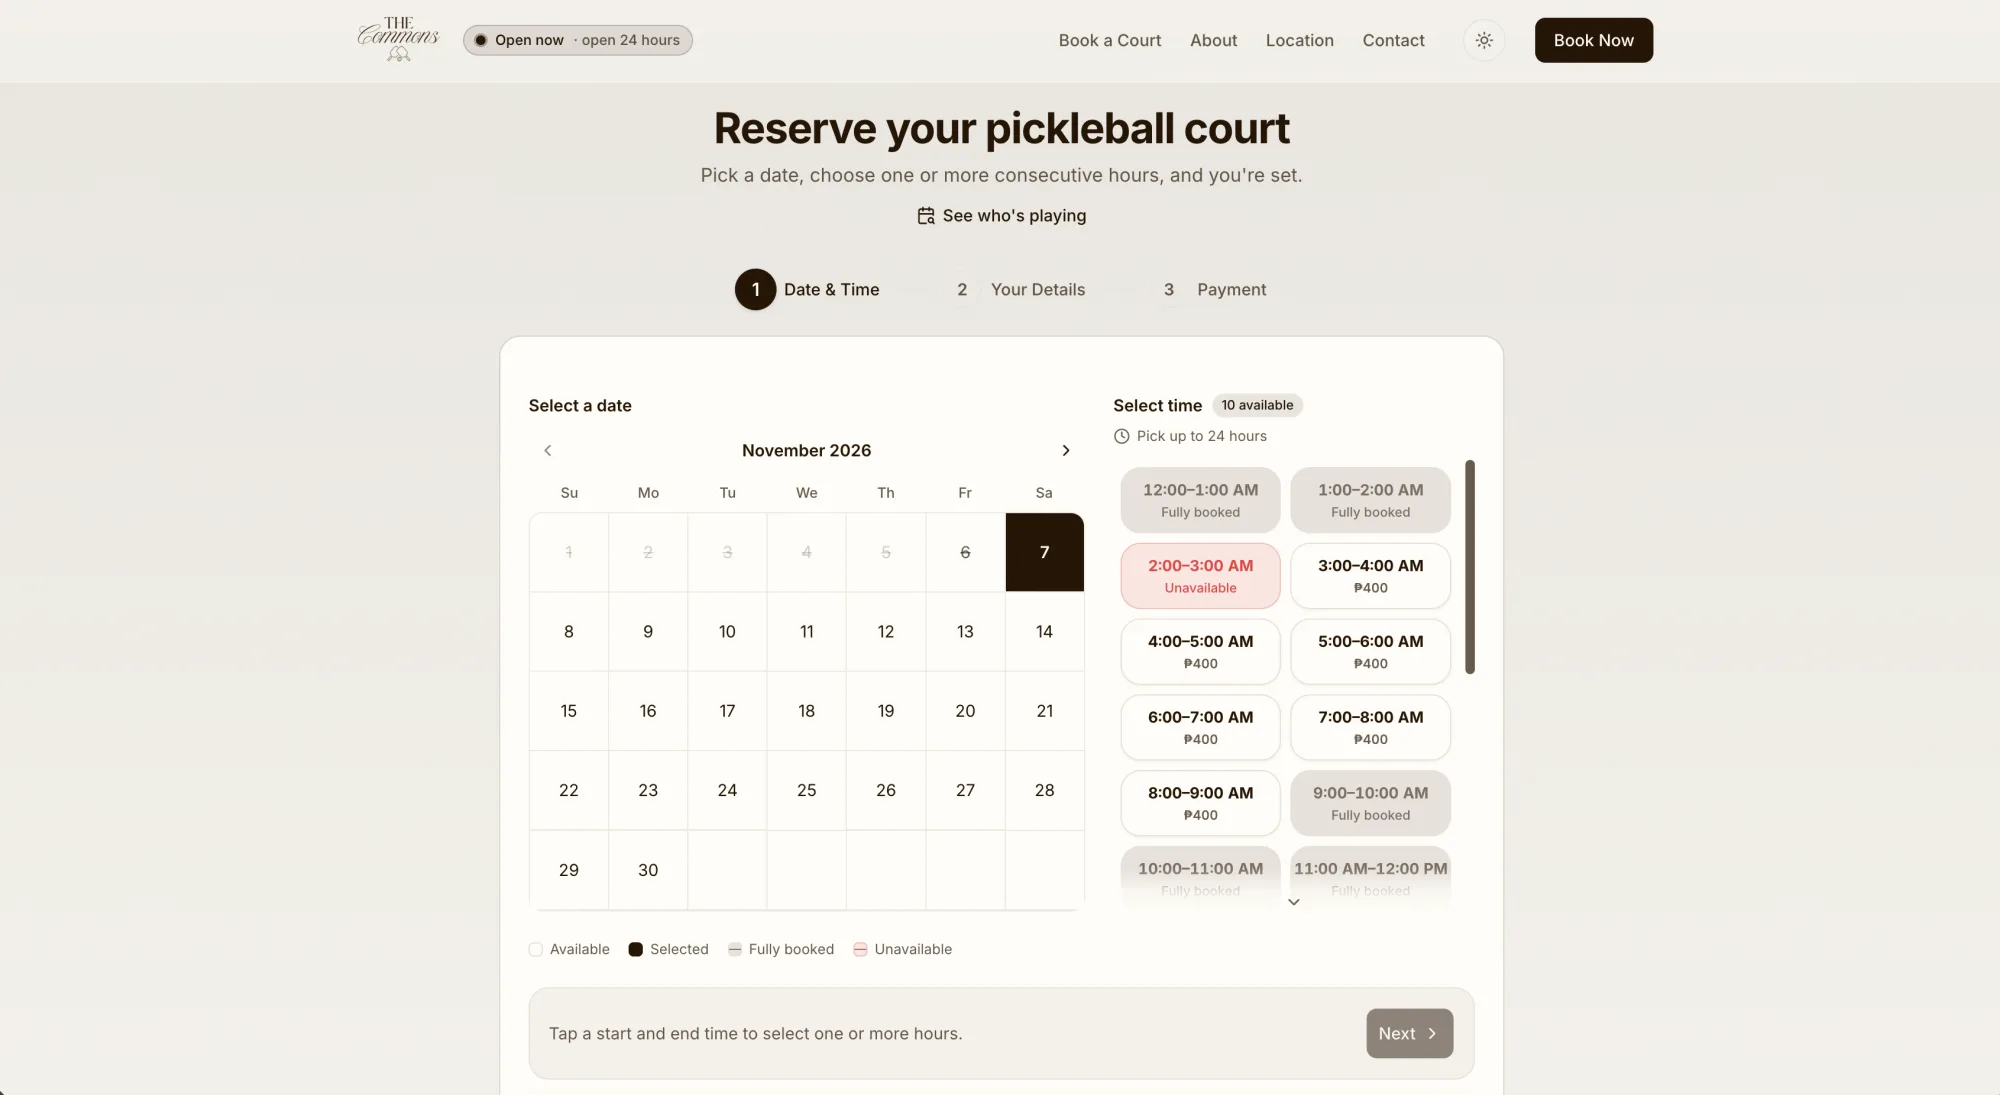 THE
Commons
Open now · open 24 hours
Book a Court
About
Location
Contact
Book Now
Reserve your pickleball court
Pick a date, choose one or more consecutive hours, and you're set.
See who's playing
1 Date & Time
2 Your Details
3 Payment
Select a date
November 2026
Su Mo Tu We Th Fr Sa
1 2 3 4 5 6 7
8 9 10 11 12 13 14
15 16 17 18 19 20 21
22 23 24 25 26 27 28
29 30
Available Selected Fully booked Unavailable
Select time 10 available
Pick up to 24 hours
12:00–1:00 AM
Fully booked
1:00–2:00 AM
Fully booked
2:00–3:00 AM
Unavailable
3:00–4:00 AM
₱400
4:00–5:00 AM
₱400
5:00–6:00 AM
₱400
6:00–7:00 AM
₱400
7:00–8:00 AM
₱400
8:00–9:00 AM
₱400
9:00–10:00 AM
Fully booked
10:00–11:00 AM
Fully booked
11:00 AM–12:00 PM
Fully booked
Tap a start and end time to select one or more hours.
Next